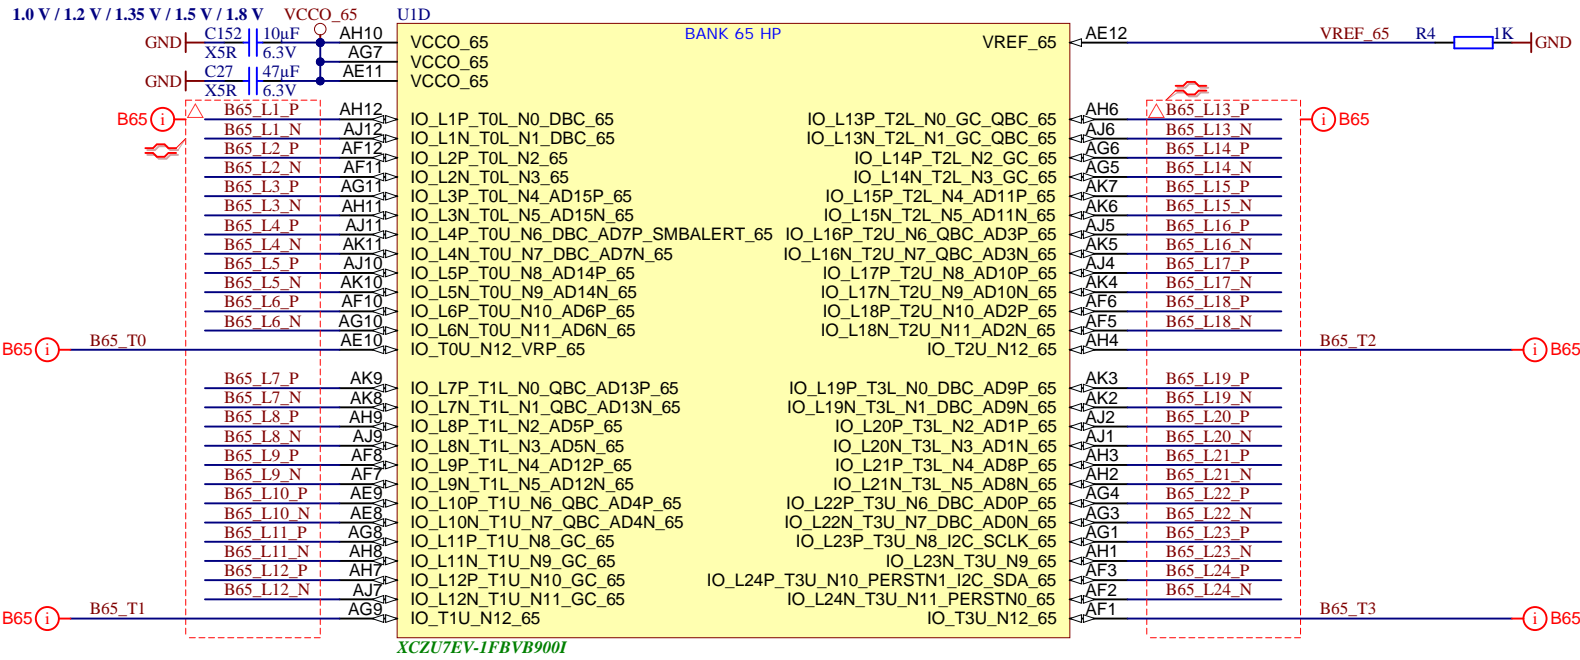 1.0 V / 1.2 V / 1.35 V / 1.5 V / 1.8 V VCCO_65 U1D
BANK 65 HP
GND C152 10µF AH10 VCCO_65 VREF_65 AE12 VREF_65 R4 1K GND
X5R 6.3V AG7 VCCO_65
GND C27 47µF AE11 VCCO_65
X5R 6.3V
B65 i B65_L1_P AH12 IO_L1P_T0L_N0_DBC_65 IO_L13P_T2L_N0_GC_QBC_65 AH6 B65_L13_P i B65
B65_L1_N AJ12 IO_L1N_T0L_N1_DBC_65 IO_L13N_T2L_N1_GC_QBC_65 AJ6 B65_L13_N
B65_L2_P AF12 IO_L2P_T0L_N2_65 IO_L14P_T2L_N2_GC_65 AG6 B65_L14_P
B65_L2_N AF11 IO_L2N_T0L_N3_65 IO_L14N_T2L_N3_GC_65 AG5 B65_L14_N
B65_L3_P AG11 IO_L3P_T0L_N4_AD15P_65 IO_L15P_T2L_N4_AD11P_65 AK7 B65_L15_P
B65_L3_N AH11 IO_L3N_T0L_N5_AD15N_65 IO_L15N_T2L_N5_AD11N_65 AK6 B65_L15_N
B65_L4_P AJ11 IO_L4P_T0U_N6_DBC_AD7P_SMBALERT_65 IO_L16P_T2U_N6_QBC_AD3P_65 AJ5 B65_L16_P
B65_L4_N AK11 IO_L4N_T0U_N7_DBC_AD7N_65 IO_L16N_T2U_N7_QBC_AD3N_65 AK5 B65_L16_N
B65_L5_P AJ10 IO_L5P_T0U_N8_AD14P_65 IO_L17P_T2U_N8_AD10P_65 AJ4 B65_L17_P
B65_L5_N AK10 IO_L5N_T0U_N9_AD14N_65 IO_L17N_T2U_N9_AD10N_65 AK4 B65_L17_N
B65_L6_P AF10 IO_L6P_T0U_N10_AD6P_65 IO_L18P_T2U_N10_AD2P_65 AF6 B65_L18_P
B65_L6_N AG10 IO_L6N_T0U_N11_AD6N_65 IO_L18N_T2U_N11_AD2N_65 AF5 B65_L18_N
B65 i B65_T0 AE10 IO_T0U_N12_VRP_65 IO_T2U_N12_65 AH4 B65_T2 i B65
B65_L7_P AK9 IO_L7P_T1L_N0_QBC_AD13P_65 IO_L19P_T3L_N0_DBC_AD9P_65 AK3 B65_L19_P
B65_L7_N AK8 IO_L7N_T1L_N1_QBC_AD13N_65 IO_L19N_T3L_N1_DBC_AD9N_65 AK2 B65_L19_N
B65_L8_P AH9 IO_L8P_T1L_N2_AD5P_65 IO_L20P_T3L_N2_AD1P_65 AJ2 B65_L20_P
B65_L8_N AJ9 IO_L8N_T1L_N3_AD5N_65 IO_L20N_T3L_N3_AD1N_65 AJ1 B65_L20_N
B65_L9_P AF8 IO_L9P_T1L_N4_AD12P_65 IO_L21P_T3L_N4_AD8P_65 AH3 B65_L21_P
B65_L9_N AF7 IO_L9N_T1L_N5_AD12N_65 IO_L21N_T3L_N5_AD8N_65 AH2 B65_L21_N
B65_L10_P AE9 IO_L10P_T1U_N6_QBC_AD4P_65 IO_L22P_T3U_N6_DBC_AD0P_65 AG4 B65_L22_P
B65_L10_N AE8 IO_L10N_T1U_N7_QBC_AD4N_65 IO_L22N_T3U_N7_DBC_AD0N_65 AG3 B65_L22_N
B65_L11_P AG8 IO_L11P_T1U_N8_GC_65 IO_L23P_T3U_N8_I2C_SCLK_65 AG1 B65_L23_P
B65_L11_N AH8 IO_L11N_T1U_N9_GC_65 IO_L23N_T3U_N9_65 AH1 B65_L23_N
B65_L12_P AH7 IO_L12P_T1U_N10_GC_65 IO_L24P_T3U_N10_PERSTN1_I2C_SDA_65 AF3 B65_L24_P
B65_L12_N AJ7 IO_L12N_T1U_N11_GC_65 IO_L24N_T3U_N11_PERSTN0_65 AF2 B65_L24_N
B65 i B65_T1 AG9 IO_T1U_N12_65 IO_T3U_N12_65 AF1 B65_T3 i B65
XCZU7EV-1FBVB900I